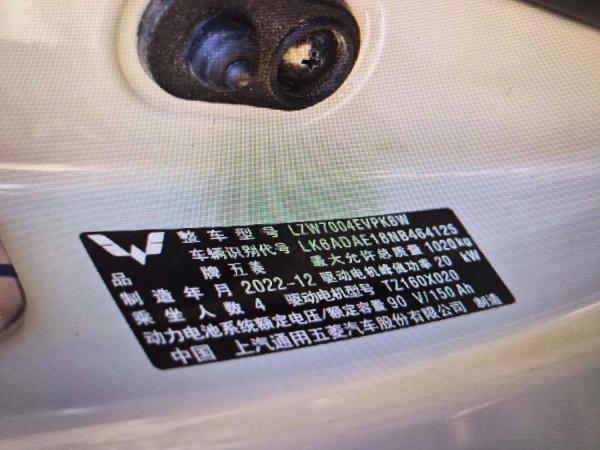 整车型号 LZW7004EVPKBW
车辆识别代号 LK6ADAE18NB464125
品牌 五菱 最大允许总质量 1020 kg
制造年月 2022-12 驱动电机峰值功率 20 kW
乘坐人数 4 驱动电机型号 TZ160X020
动力电池系统额定电压/额定容量 90 V/150 Ah
中国 上汽通用五菱汽车股份有限公司 制造